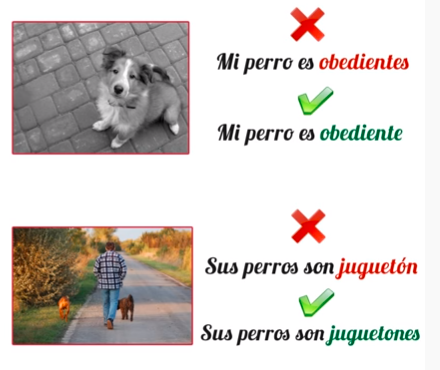 Mi perro es obedientes
Mi perro es obediente
Sus perros son juguetón
Sus perros son juguetones